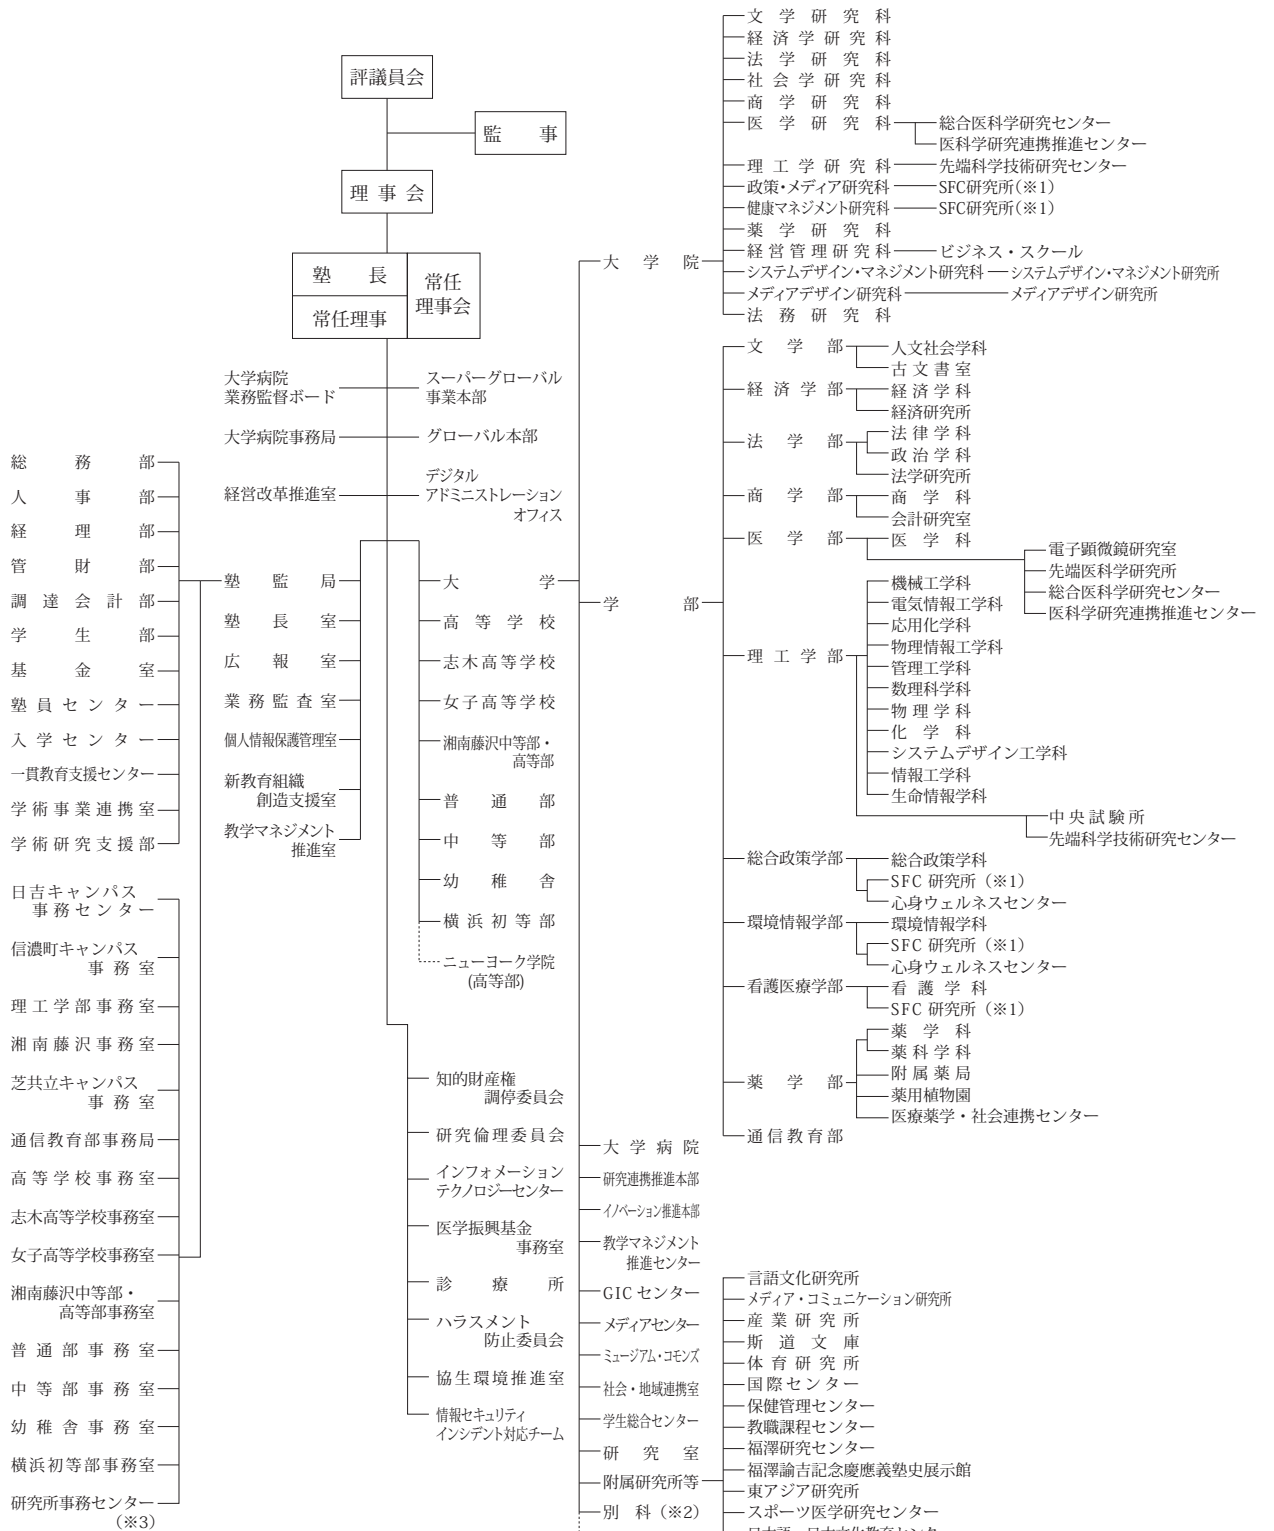 評議員会
監事
理事会
塾長
常任理事
常任
理事会
大学病院
業務監督ボード
スーパーグローバル
事業本部
大学病院事務局
グローバル本部
経営改革推進室
デジタル
アドミニストレーション
オフィス
総務部
人事部
経理部
管財部
調達会計部
学生部
基金室
塾員センター
入学センター
一貫教育支援センター
学術事業連携室
学術研究支援部
日吉キャンパス
事務センター
信濃町キャンパス
事務室
理工学部事務室
湘南藤沢事務室
芝共立キャンパス
事務室
通信教育部事務局
高等学校事務室
志木高等学校事務室
女子高等学校事務室
湘南藤沢中等部・
高等部事務室
普通部事務室
中等部事務室
幼稚舎事務室
横浜初等部事務室
研究所事務センター
(※3)
塾監局
塾長室
広報室
業務監査室
個人情報保護管理室
新教育組織
創造支援室
教学マネジメント
推進室
大学
高等学校
志木高等学校
女子高等学校
湘南藤沢中等部・
高等部
普通部
中等部
幼稚舎
横浜初等部
ニューヨーク学院
(高等部)
知的財産権
調停委員会
研究倫理委員会
インフォメーション
テクノロジーセンター
医学振興基金
事務室
診療所
ハラスメント
防止委員会
協生環境推進室
情報セキュリティ
インシデント対応チーム
大学院
文学研究科
経済学研究科
法学研究科
社会学研究科
商学研究科
医学研究科
総合医科学研究センター
医科学研究連携推進センター
理工学研究科
先端科学技術研究センター
政策・メディア研究科
SFC研究所(※1)
健康マネジメント研究科
SFC研究所(※1)
薬学研究科
経営管理研究科
ビジネス・スクール
システムデザイン・マネジメント研究科
システムデザイン・マネジメント研究所
メディアデザイン研究科
メディアデザイン研究所
法務研究科
学部
文学部
人文社会学科
古文書室
経済学部
経済学科
経済研究所
法学部
法律学科
政治学科
法学研究所
商学部
商学科
会計研究室
医学部
医学科
電子顕微鏡研究室
先端医科学研究所
総合医科学研究センター
医科学研究連携推進センター
理工学部
機械工学科
電気情報工学科
応用化学科
物理情報工学科
管理工学科
数理科学科
物理学科
化学科
システムデザイン工学科
情報工学科
生命情報学科
中央試験所
先端科学技術研究センター
総合政策学部
総合政策学科
SFC 研究所（※1）
心身ウェルネスセンター
環境情報学部
環境情報学科
SFC 研究所（※1）
心身ウェルネスセンター
看護医療学部
看護学科
SFC 研究所（※1）
薬学部
薬学科
薬科学科
附属薬局
薬用植物園
医療薬学・社会連携センター
通信教育部
大学病院
研究連携推進本部
イノベーション推進本部
教学マネジメント
推進センター
GIC センター
メディアセンター
ミュージアム・コモンズ
社会・地域連携室
学生総合センター
研究室
附属研究所等
別科（※2）
言語文化研究所
メディア・コミュニケーション研究所
産業研究所
斯道文庫
体育研究所
国際センター
保健管理センター
教職課程センター
福澤研究センター
福澤諭吉記念慶應義塾史展示館
東アジア研究所
スポーツ医学研究センター